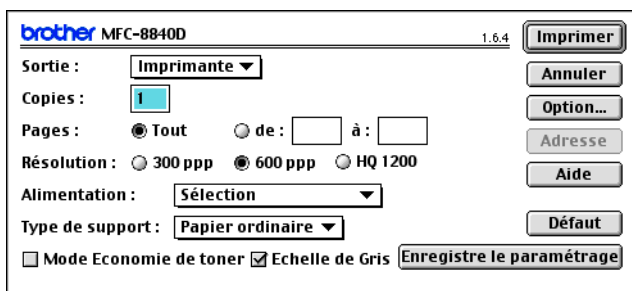 brother MFC-8840D 1.6.4 Imprimer
Sortie : Imprimante Annuler
Copies : 1 Option...
Pages : Tout de : à : Adresse
Résolution : 300 ppp 600 ppp HQ 1200 Aide
Alimentation : Sélection
Type de support : Papier ordinaire Défaut
Mode Economie de toner Echelle de Gris Enregistre le paramétrage